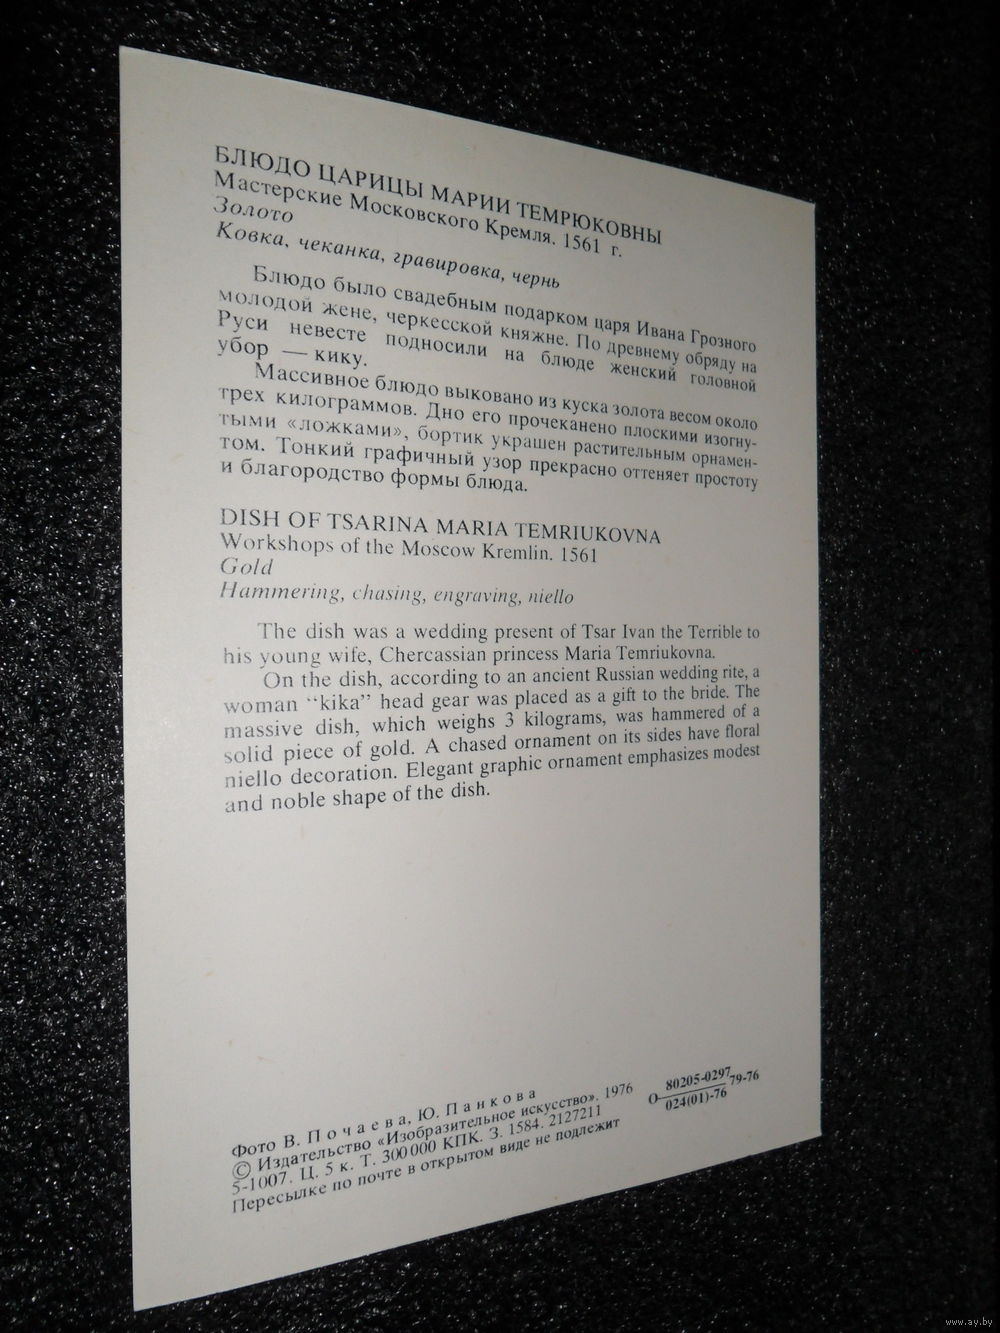 БЛЮДО ЦАРИЦЫ МАРИИ ТЕМРЮКОВНЫ
Мастерские Московского Кремля. 1561 г.
Золото
Ковка, чеканка, гравировка, чернь
Блюдо было свадебным подарком царя Ивана Грозного
молодой жене, черкесской княжне. По древнему обряду на
Руси невесте подносили на блюде женский головной
убор — кику.
Массивное блюдо выковано из куска золота весом около
трех килограммов. Дно его прочеканено плоскими изогну-
тыми «ложками», бортик украшен растительным орнамен-
том. Тонкий графичный узор прекрасно оттеняет простоту
и благородство формы блюда.
DISH OF TSARINA MARIA TEMRIUKOVNA
Workshops of the Moscow Kremlin. 1561
Gold
Hammering, chasing, engraving, niello
The dish was a wedding present of Tsar Ivan the Terrible to
his young wife, Chercassian princess Maria Temriukovna.
On the dish, according to an ancient Russian wedding rite, a
woman “kika” head gear was placed as a gift to the bride. The
massive dish, which weighs 3 kilograms, was hammered of a
solid piece of gold. A chased ornament on its sides have floral
niello decoration. Elegant graphic ornament emphasizes modest
and noble shape of the dish.
Фото В. Почаева, Ю. Панкова
© Издательство «Изобразительное искусство». 1976
5-1007. Ц. 5 к. Т. 300 000 КПК. З. 1584. 2127211
Пересылке по почте в открытом виде не подлежит
О 80205-0297 79-76
024(01)-76
www.ay.by